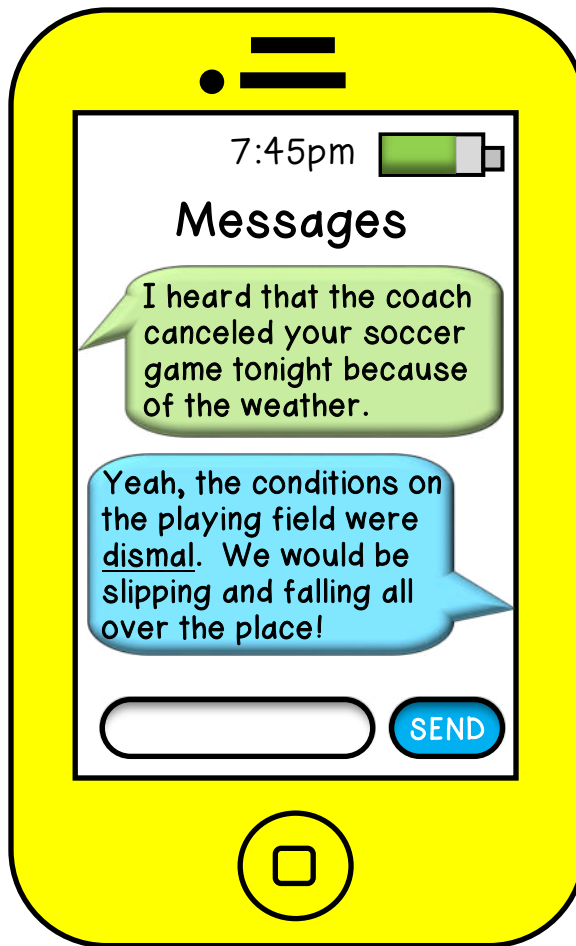 7:45pm
Messages
I heard that the coach
canceled your soccer
game tonight because
of the weather.
Yeah, the conditions on
the playing field were
dismal.  We would be
slipping and falling all
over the place!
SEND